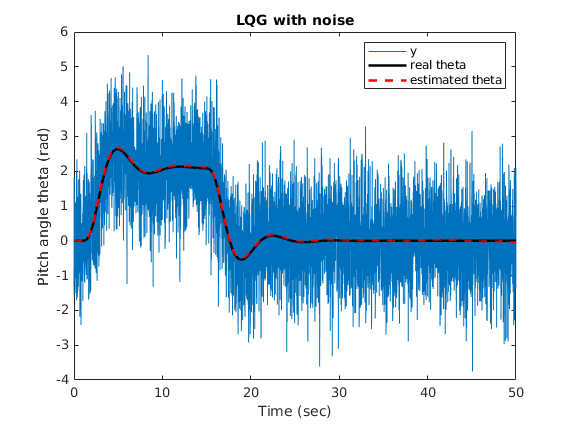 LQG with noise
y
real theta
estimated theta
Pitch angle theta (rad)
6
5
4
3
2
1
0
-1
-2
-3
-4
0
10
20
30
40
50
Time (sec)